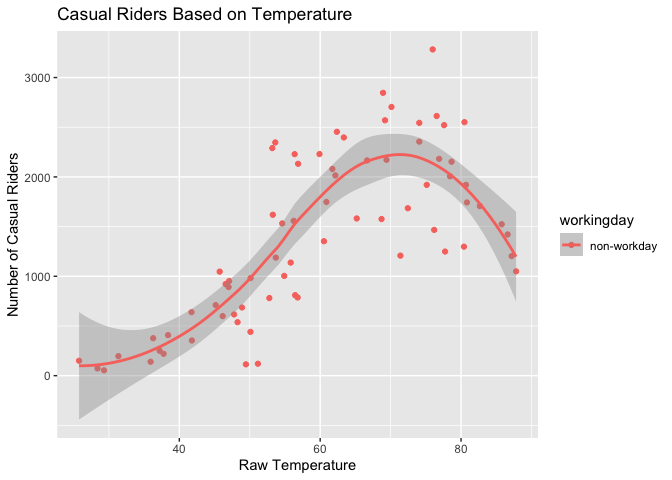 Casual Riders Based on Temperature
Number of Casual Riders
3000
2000
1000
0
40
60
80
Raw Temperature
workingday
non-workday